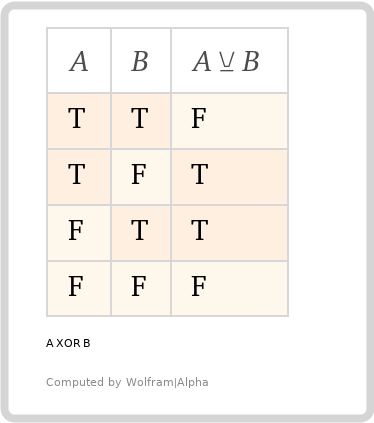 A B A ⊻ B
T T F
T F T
F T T
F F F
A XOR B
Computed by Wolfram|Alpha